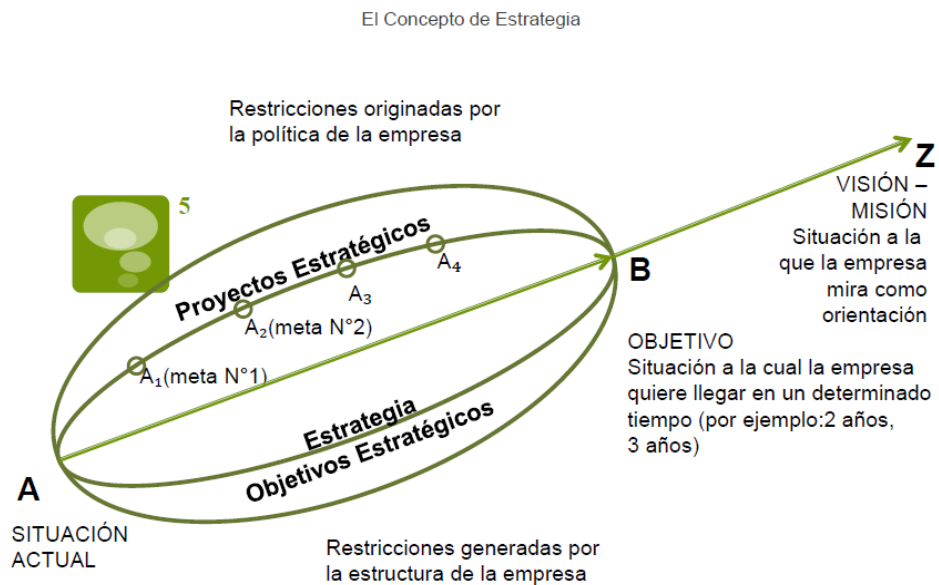 El Concepto de Estrategia
Restricciones originadas por
la política de la empresa
Z
VISIÓN –
MISIÓN
Situación a la
que la empresa
mira como
orientación
5
Proyectos Estratégicos
A₄
A₃
A₂(meta N°2)
A₁(meta N°1)
B
OBJETIVO
Situación a la cual la empresa
quiere llegar en un determinado
tiempo (por ejemplo:2 años,
3 años)
Estrategia
Objetivos Estratégicos
A
SITUACIÓN
ACTUAL
Restricciones generadas por
la estructura de la empresa